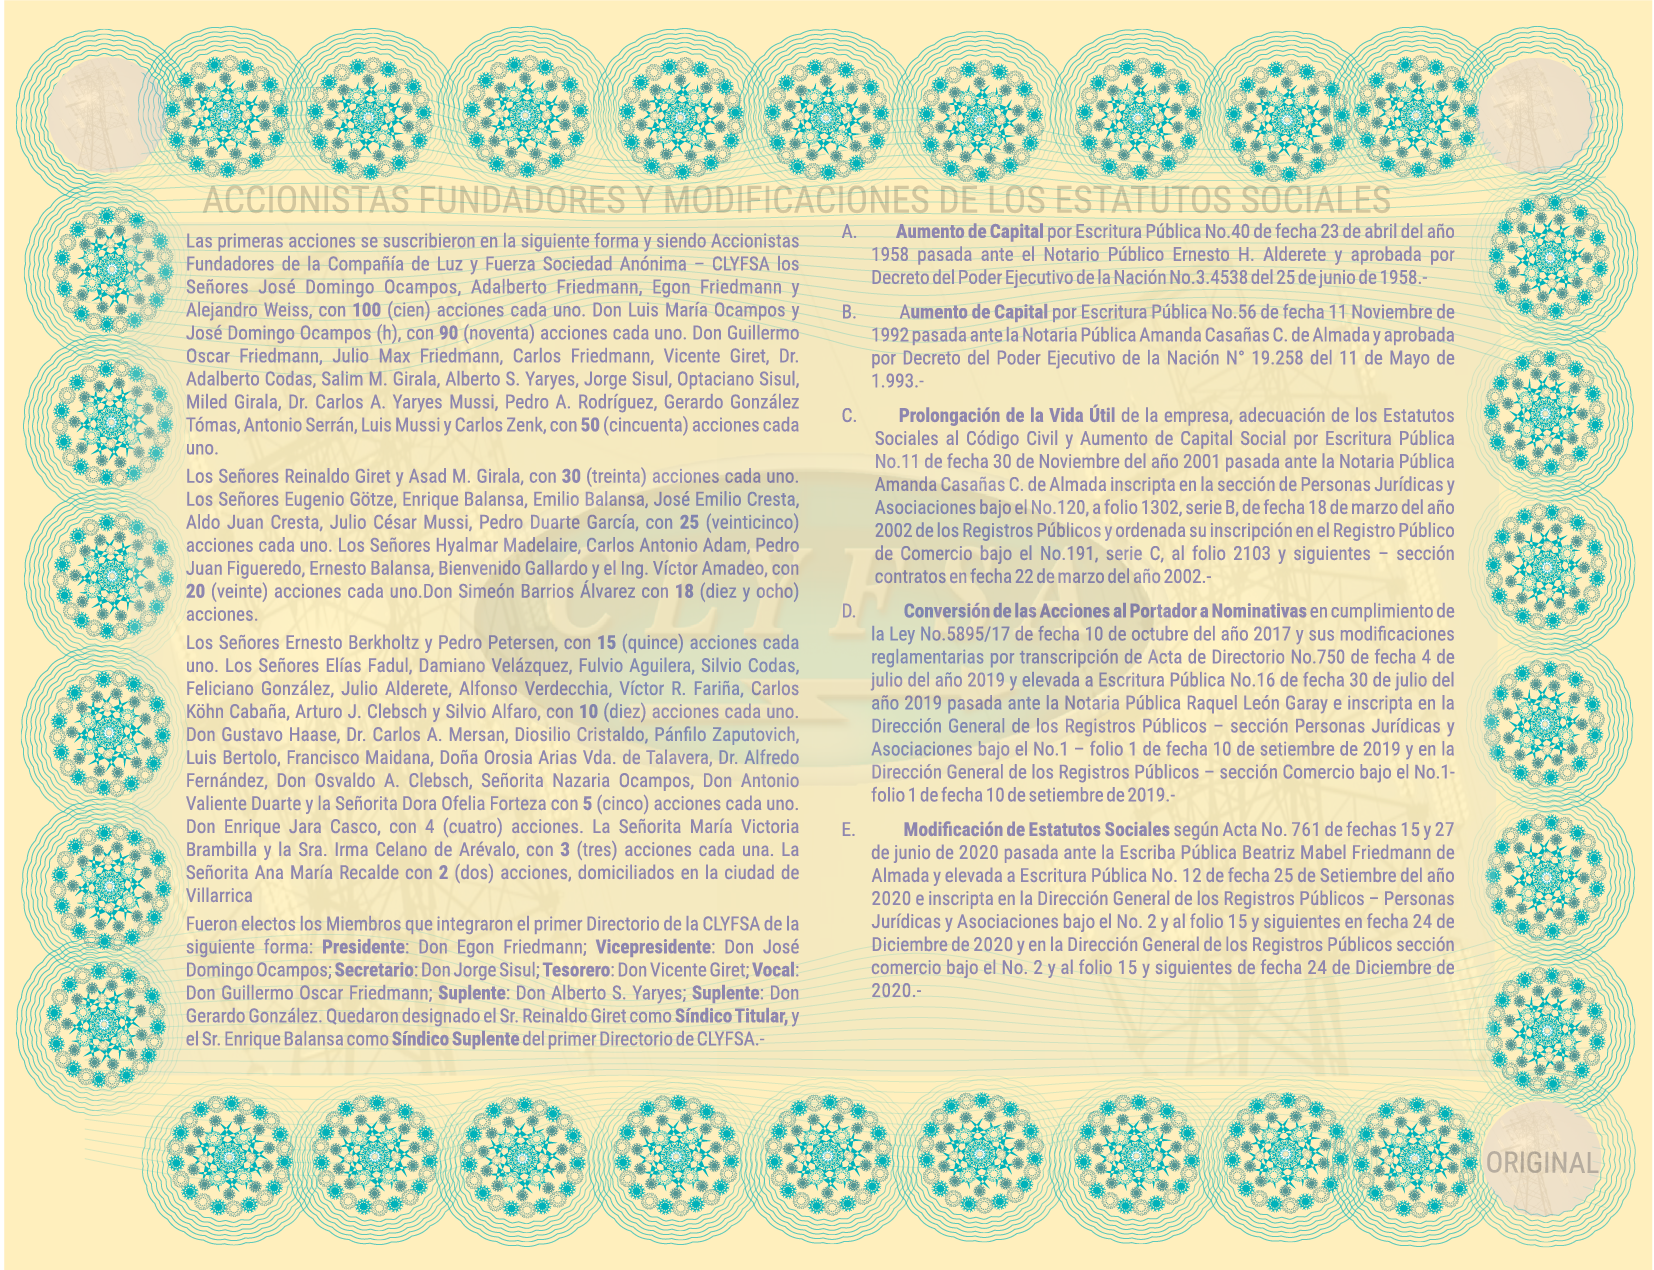 ACCIONISTAS FUNDADORES Y MODIFICACIONES DE LOS ESTATUTOS SOCIALES
Las primeras acciones se suscribieron en la siguiente forma y siendo Accionistas
Fundadores de la Compañía de Luz y Fuerza Sociedad Anónima – CLYFSA los
Señores José Domingo Ocampos, Adalberto Friedmann, Egon Friedmann y
Alejandro Weiss, con 100 (cien) acciones cada uno. Don Luis María Ocampos y
José Domingo Ocampos (h), con 90 (noventa) acciones cada uno. Don Guillermo
Oscar Friedmann, Julio Max Friedmann, Carlos Friedmann, Vicente Giret, Dr.
Adalberto Codas, Salim M. Girala, Alberto S. Yaryes, Jorge Sisul, Optaciano Sisul,
Miled Girala, Dr. Carlos A. Yaryes Mussi, Pedro A. Rodríguez, Gerardo González
Tómas, Antonio Serrán, Luis Mussi y Carlos Zenk, con 50 (cincuenta) acciones cada
uno.
Los Señores Reinaldo Giret y Asad M. Girala, con 30 (treinta) acciones cada uno.
Los Señores Eugenio Götze, Enrique Balansa, Emilio Balansa, José Emilio Cresta,
Aldo Juan Cresta, Julio César Mussi, Pedro Duarte García, con 25 (veinticinco)
acciones cada uno. Los Señores Hyalmar Madelaire, Carlos Antonio Adam, Pedro
Juan Figueredo, Ernesto Balansa, Bienvenido Gallardo y el Ing. Víctor Amadeo, con
20 (veinte) acciones cada uno.Don Simeón Barrios Álvarez con 18 (diez y ocho)
acciones.
Los Señores Ernesto Berkholtz y Pedro Petersen, con 15 (quince) acciones cada
uno. Los Señores Elías Fadul, Damiano Velázquez, Fulvio Aguilera, Silvio Codas,
Feliciano González, Julio Alderete, Alfonso Verdecchia, Víctor R. Fariña, Carlos
Köhn Cabaña, Arturo J. Clebsch y Silvio Alfaro, con 10 (diez) acciones cada uno.
Don Gustavo Haase, Dr. Carlos A. Mersan, Diosilio Cristaldo, Pánfilo Zaputovich,
Luis Bertolo, Francisco Maidana, Doña Orosia Arias Vda. de Talavera, Dr. Alfredo
Fernández, Don Osvaldo A. Clebsch, Señorita Nazaria Ocampos, Don Antonio
Valiente Duarte y la Señorita Dora Ofelia Forteza con 5 (cinco) acciones cada uno.
Don Enrique Jara Casco, con 4 (cuatro) acciones. La Señorita María Victoria
Brambilla y la Sra. Irma Celano de Arévalo, con 3 (tres) acciones cada una. La
Señorita Ana María Recalde con 2 (dos) acciones, domiciliados en la ciudad de
Villarrica
Fueron electos los Miembros que integraron el primer Directorio de la CLYFSA de la
siguiente forma: Presidente: Don Egon Friedmann; Vicepresidente: Don José
Domingo Ocampos; Secretario: Don Jorge Sisul; Tesorero: Don Vicente Giret; Vocal:
Don Guillermo Oscar Friedmann; Suplente: Don Alberto S. Yaryes; Suplente: Don
Gerardo González. Quedaron designado el Sr. Reinaldo Giret como Síndico Titular, y
el Sr. Enrique Balansa como Síndico Suplente del primer Directorio de CLYFSA.-
A. Aumento de Capital por Escritura Pública No.40 de fecha 23 de abril del año
1958 pasada ante el Notario Público Ernesto H. Alderete y aprobada por
Decreto del Poder Ejecutivo de la Nación No.3.4538 del 25 de junio de 1958.-
B. Aumento de Capital por Escritura Pública No.56 de fecha 11 Noviembre de
1992 pasada ante la Notaria Pública Amanda Casañas C. de Almada y aprobada
por Decreto del Poder Ejecutivo de la Nación N° 19.258 del 11 de Mayo de
1.993.-
C. Prolongación de la Vida Útil de la empresa, adecuación de los Estatutos
Sociales al Código Civil y Aumento de Capital Social por Escritura Pública
No.11 de fecha 30 de Noviembre del año 2001 pasada ante la Notaria Pública
Amanda Casañas C. de Almada inscripta en la sección de Personas Jurídicas y
Asociaciones bajo el No.120, a folio 1302, serie B, de fecha 18 de marzo del año
2002 de los Registros Públicos y ordenada su inscripción en el Registro Público
de Comercio bajo el No.191, serie C, al folio 2103 y siguientes – sección
contratos en fecha 22 de marzo del año 2002.-
D. Conversión de las Acciones al Portador a Nominativas en cumplimiento de
la Ley No.5895/17 de fecha 10 de octubre del año 2017 y sus modificaciones
reglamentarias por transcripción de Acta de Directorio No.750 de fecha 4 de
julio del año 2019 y elevada a Escritura Pública No.16 de fecha 30 de julio del
año 2019 pasada ante la Notaria Pública Raquel León Garay e inscripta en la
Dirección General de los Registros Públicos – sección Personas Jurídicas y
Asociaciones bajo el No.1 – folio 1 de fecha 10 de setiembre de 2019 y en la
Dirección General de los Registros Públicos – sección Comercio bajo el No.1-
folio 1 de fecha 10 de setiembre de 2019.-
E. Modificación de Estatutos Sociales según Acta No. 761 de fechas 15 y 27
de junio de 2020 pasada ante la Escriba Pública Beatriz Mabel Friedmann de
Almada y elevada a Escritura Pública No. 12 de fecha 25 de Setiembre del año
2020 e inscripta en la Dirección General de los Registros Públicos – Personas
Jurídicas y Asociaciones bajo el No. 2 y al folio 15 y siguientes en fecha 24 de
Diciembre de 2020 y en la Dirección General de los Registros Públicos sección
comercio bajo el No. 2 y al folio 15 y siguientes de fecha 24 de Diciembre de
2020.-
CLYFSA
ORIGINAL